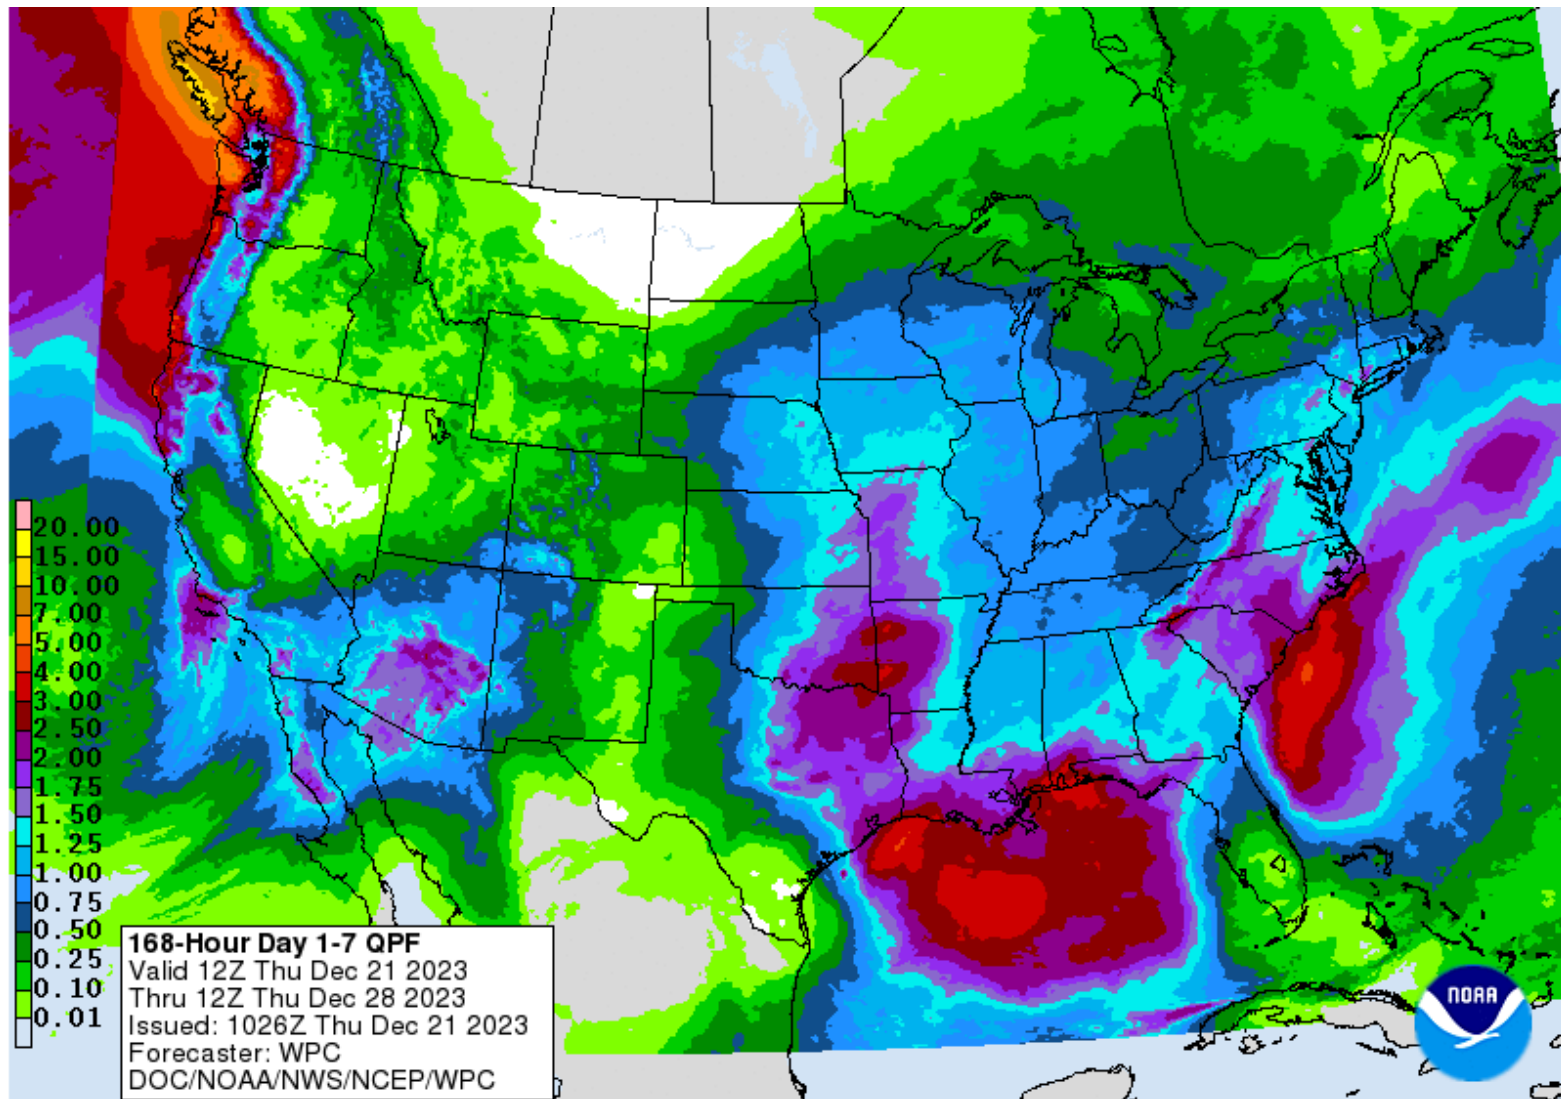 20.00
15.00
10.00
7.00
5.00
4.00
3.00
2.50
2.00
1.75
1.50
1.25
1.00
0.75
0.50
0.25
0.10
0.01
168-Hour Day 1-7 QPF
Valid 12Z Thu Dec 21 2023
Thru 12Z Thu Dec 28 2023
Issued: 1026Z Thu Dec 21 2023
Forecaster: WPC
DOC/NOAA/NWS/NCEP/WPC
NOAA